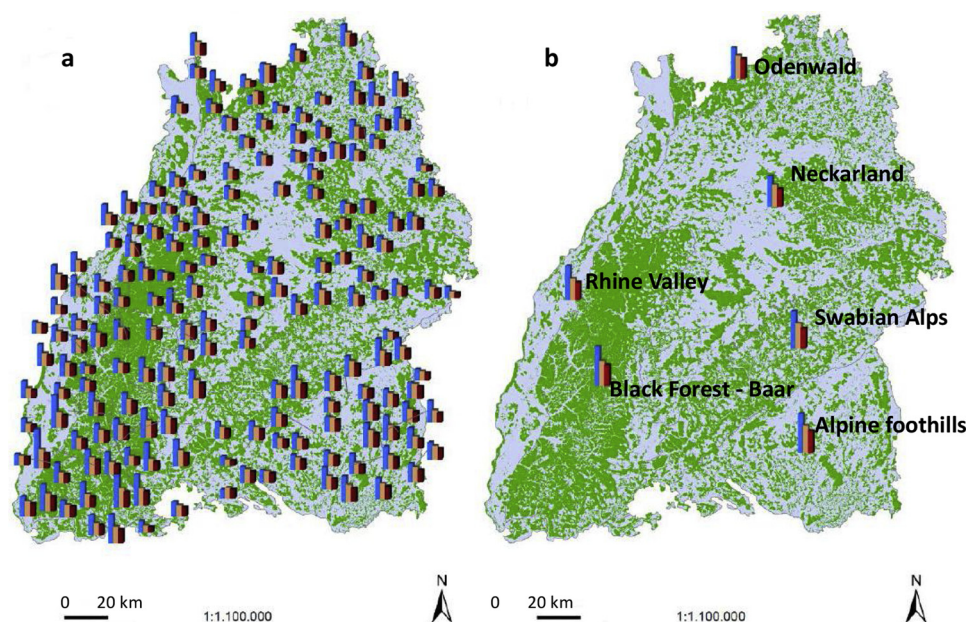 a
b
Odenwald
Neckarland
Rhine Valley
Swabian Alps
Black Forest - Baar
Alpine foothills
N
0 20 km
1:1.100.000
N
0 20 km
1:1.100.000